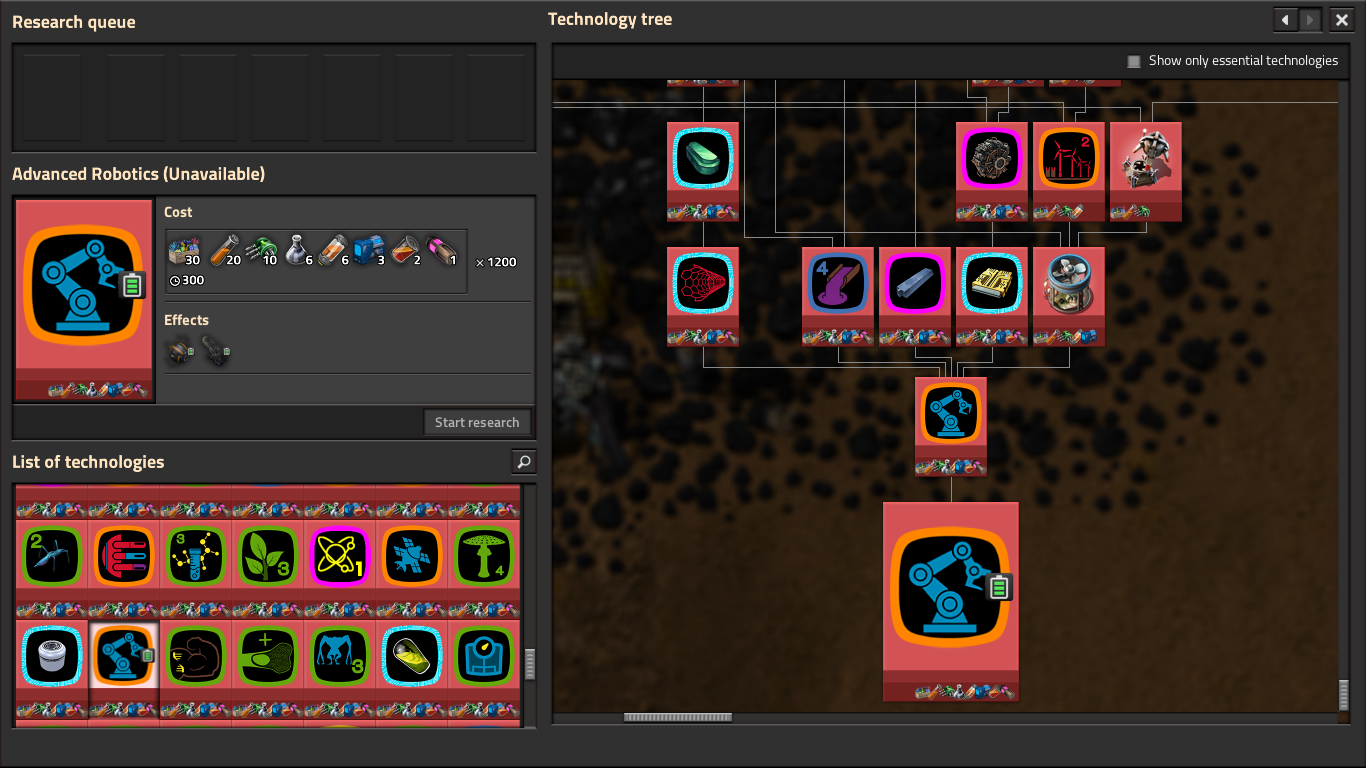 Research queue
Technology tree
Show only essential technologies
Advanced Robotics (Unavailable)
Cost
30 20 10 6 6 3 2 1 × 1200
300
Effects
Start research
List of technologies
2 3 3 1 4
3
2
4